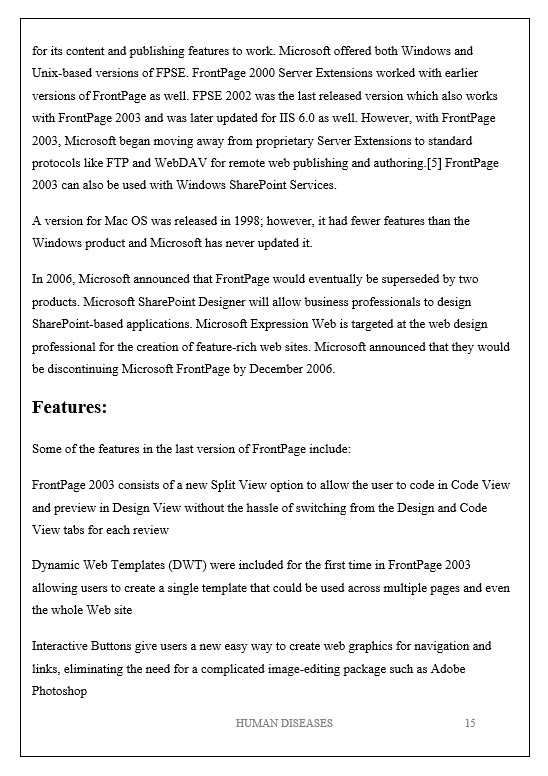 for its content and publishing features to work. Microsoft offered both Windows and
Unix-based versions of FPSE. FrontPage 2000 Server Extensions worked with earlier
versions of FrontPage as well. FPSE 2002 was the last released version which also works
with FrontPage 2003 and was later updated for IIS 6.0 as well. However, with FrontPage
2003, Microsoft began moving away from proprietary Server Extensions to standard
protocols like FTP and WebDAV for remote web publishing and authoring.[5] FrontPage
2003 can also be used with Windows SharePoint Services.
A version for Mac OS was released in 1998; however, it had fewer features than the
Windows product and Microsoft has never updated it.
In 2006, Microsoft announced that FrontPage would eventually be superseded by two
products. Microsoft SharePoint Designer will allow business professionals to design
SharePoint-based applications. Microsoft Expression Web is targeted at the web design
professional for the creation of feature-rich web sites. Microsoft announced that they would
be discontinuing Microsoft FrontPage by December 2006.
Features:
Some of the features in the last version of FrontPage include:
FrontPage 2003 consists of a new Split View option to allow the user to code in Code View
and preview in Design View without the hassle of switching from the Design and Code
View tabs for each review
Dynamic Web Templates (DWT) were included for the first time in FrontPage 2003
allowing users to create a single template that could be used across multiple pages and even
the whole Web site
Interactive Buttons give users a new easy way to create web graphics for navigation and
links, eliminating the need for a complicated image-editing package such as Adobe
Photoshop
HUMAN DISEASES 15